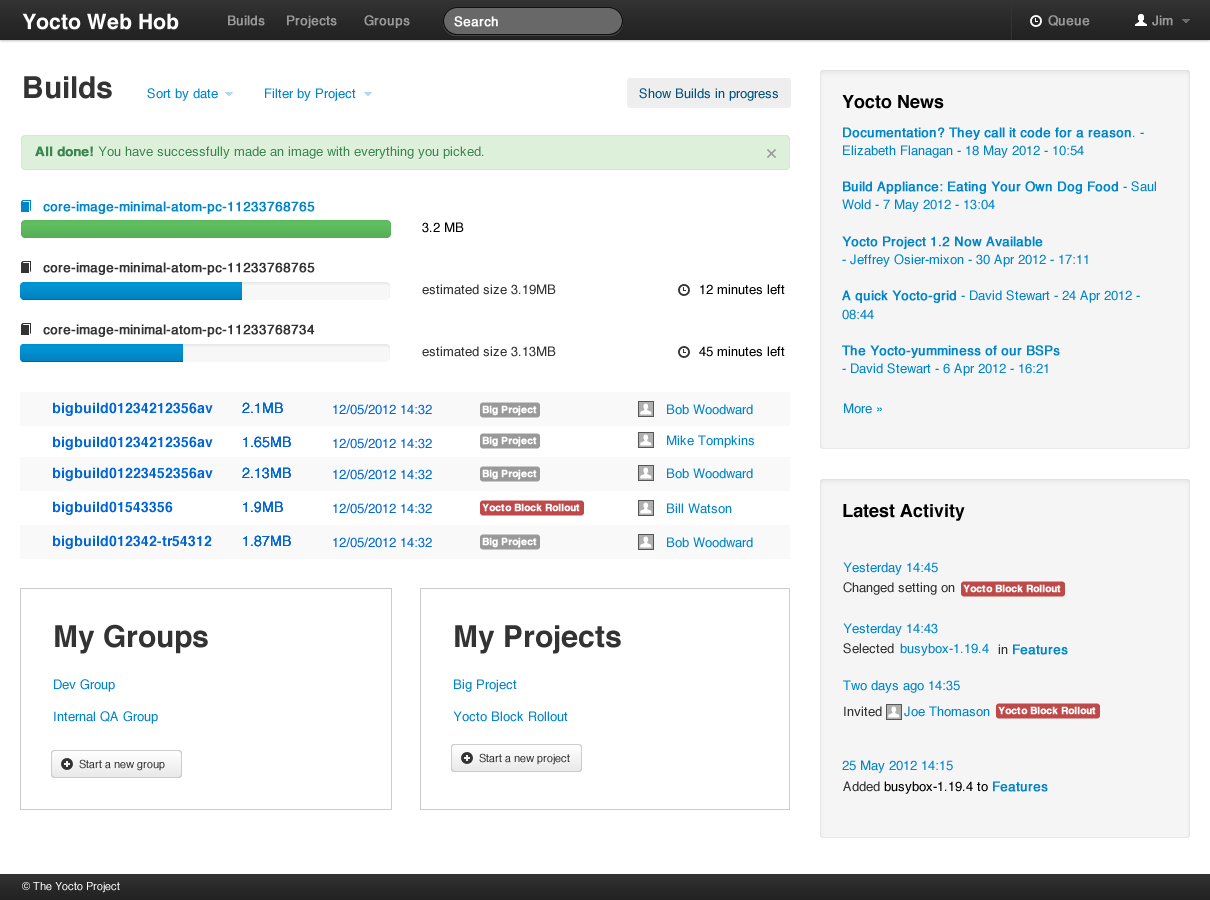 Yocto Web Hob Builds Projects Groups Search Queue Jim
Builds Sort by date Filter by Project Show Builds in progress
All done! You have successfully made an image with everything you picked. ×
core-image-minimal-atom-pc-11233768765
3.2 MB
core-image-minimal-atom-pc-11233768765
estimated size 3.19MB 12 minutes left
core-image-minimal-atom-pc-11233768734
estimated size 3.13MB 45 minutes left
bigbuild01234212356av 2.1MB 12/05/2012 14:32 Big Project Bob Woodward
bigbuild01234212356av 1.65MB 12/05/2012 14:32 Big Project Mike Tompkins
bigbuild01223452356av 2.13MB 12/05/2012 14:32 Big Project Bob Woodward
bigbuild01543356 1.9MB 12/05/2012 14:32 Yocto Block Rollout Bill Watson
bigbuild012342-tr54312 1.87MB 12/05/2012 14:32 Big Project Bob Woodward
My Groups
Dev Group
Internal QA Group
Start a new group
My Projects
Big Project
Yocto Block Rollout
Start a new project
Yocto News
Documentation? They call it code for a reason. -
Elizabeth Flanagan - 18 May 2012 - 10:54
Build Appliance: Eating Your Own Dog Food - Saul
Wold - 7 May 2012 - 13:04
Yocto Project 1.2 Now Available
- Jeffrey Osier-mixon - 30 Apr 2012 - 17:11
A quick Yocto-grid - David Stewart - 24 Apr 2012 -
08:44
The Yocto-yumminess of our BSPs
- David Stewart - 6 Apr 2012 - 16:21
More »
Latest Activity
Yesterday 14:45
Changed setting on Yocto Block Rollout
Yesterday 14:43
Selected busybox-1.19.4 in Features
Two days ago 14:35
Invited Joe Thomason Yocto Block Rollout
25 May 2012 14:15
Added busybox-1.19.4 to Features
© The Yocto Project